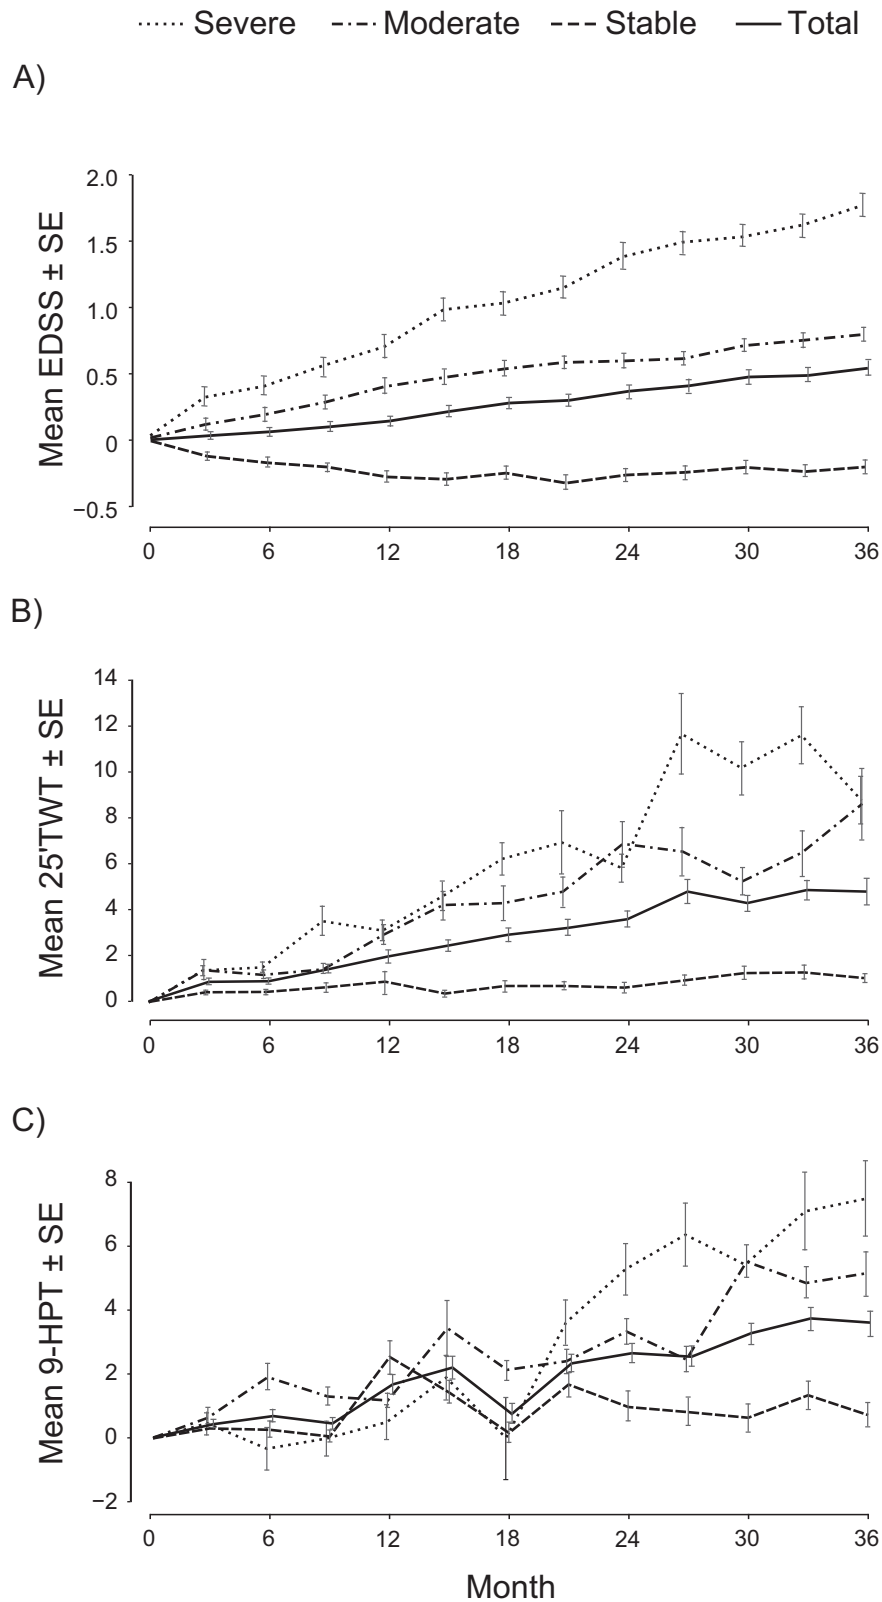 Severe Moderate Stable Total
A)
Mean EDSS ± SE
2.0
1.5
1.0
0.5
0
−0.5
0 6 12 18 24 30 36
B)
Mean 25'TWT ± SE
14
12
10
8
6
4
2
0
0 6 12 18 24 30 36
C)
Mean 9-HPT ± SE
8
6
4
2
0
−2
0 6 12 18 24 30 36
Month